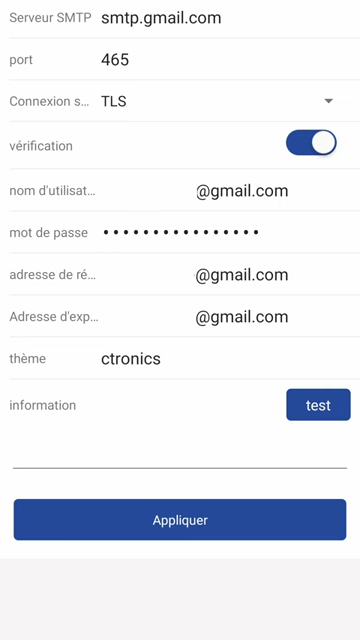 Serveur SMTP smtp.gmail.com
port 465
Connexion s... TLS
vérification
nom d'utilisat... @gmail.com
mot de passe ••••••••••••••••
adresse de ré... @gmail.com
Adresse d'exp... @gmail.com
thème ctronics
information test
Appliquer